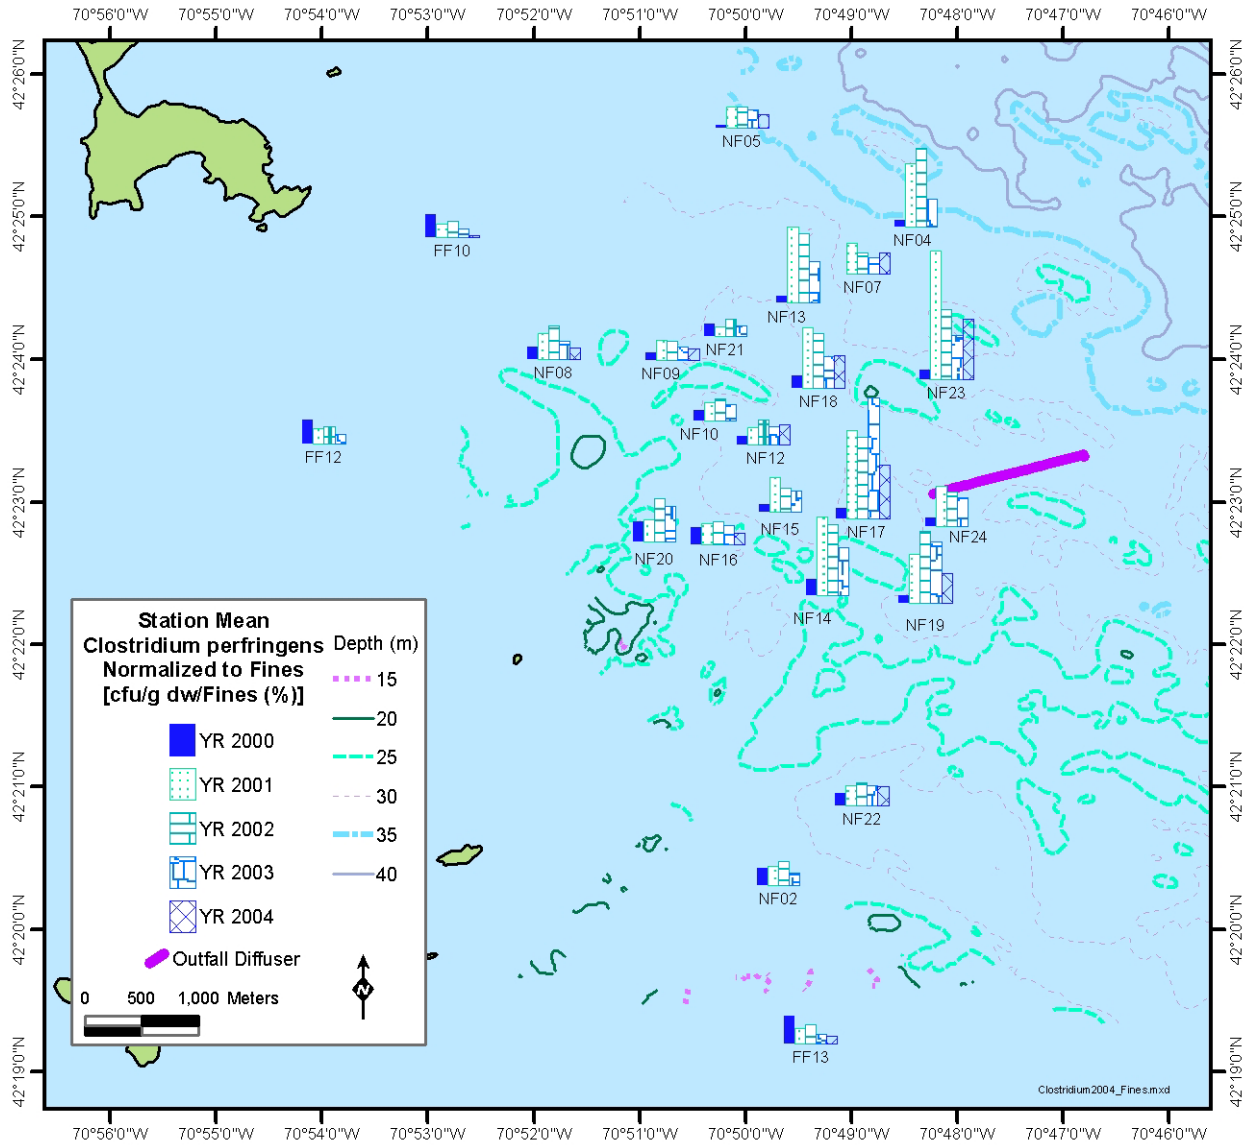 70°56'0"W 70°55'0"W 70°54'0"W 70°53'0"W 70°52'0"W 70°51'0"W 70°50'0"W 70°49'0"W 70°48'0"W 70°47'0"W 70°46'0"W
42°26'0"N
42°26'0"N
NF05
42°25'0"N
42°25'0"N
NF04
FF10
NF07
NF13
NF21
42°24'0"N
42°24'0"N
NF08
NF09
NF18
NF23
NF10
FF12
NF12
42°23'0"N
42°23'0"N
NF15
NF17
NF24
NF20
NF16
NF14
NF19
42°22'0"N
Station Mean
Clostridium perfringens
Normalized to Fines
[cfu/g dw/Fines (%)]
YR 2000
YR 2001
YR 2002
YR 2003
YR 2004
Outfall Diffuser
0 500 1,000 Meters
N
Depth (m)
15
20
25
30
35
40
42°22'0"N
42°21'0"N
42°21'0"N
NF22
NF02
42°20'0"N
42°20'0"N
FF13
42°19'0"N
42°19'0"N
Clostridium2004_Fines.mxd
70°56'0"W 70°55'0"W 70°54'0"W 70°53'0"W 70°52'0"W 70°51'0"W 70°50'0"W 70°49'0"W 70°48'0"W 70°47'0"W 70°46'0"W